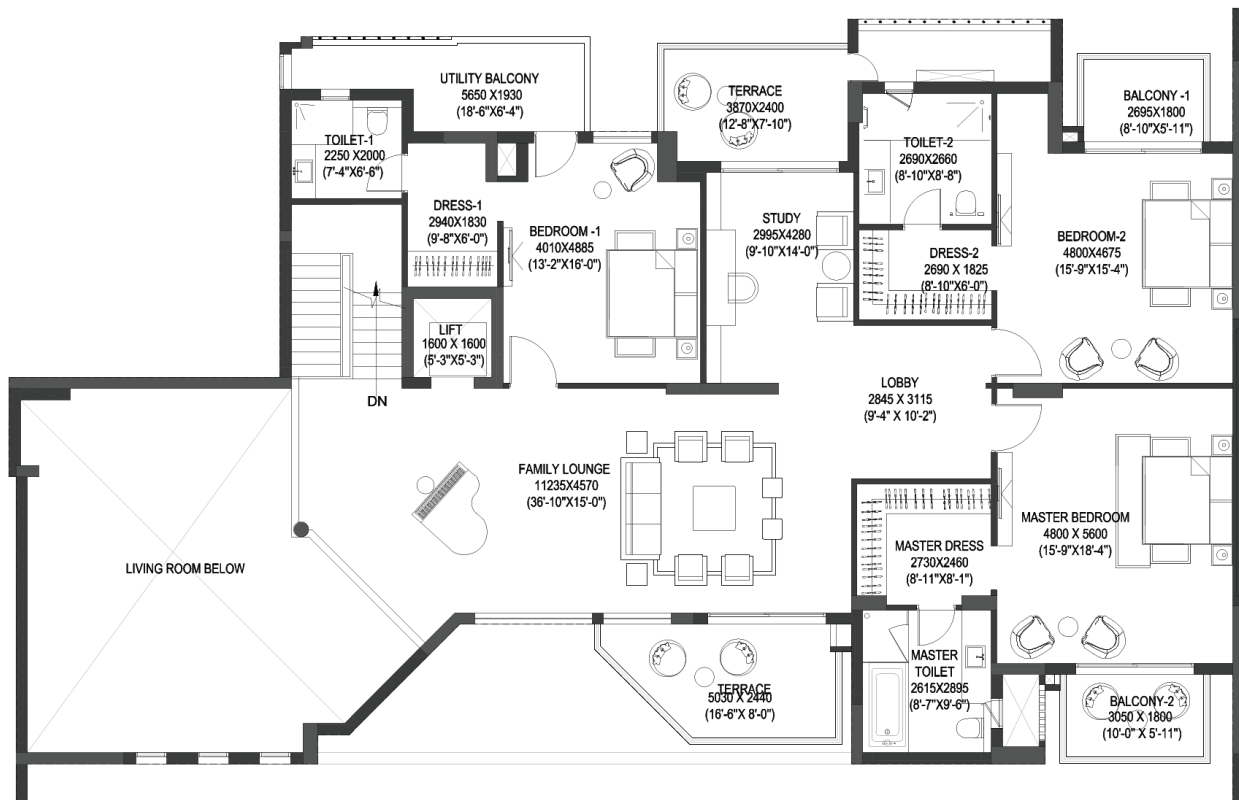 UTILITY BALCONY
5650 X1930
(18'-6"X6'-4")
TERRACE
3870X2400
(12'-8"X7'-10")
BALCONY -1
2695X1800
(8'-10"X5'-11")
TOILET-1
2250 X2000
(7'-4"X6'-6")
TOILET-2
2690X2660
(8'-10"X8'-8")
DRESS-1
2940X1830
(9'-8"X6'-0")
BEDROOM -1
4010X4885
(13'-2"X16'-0")
STUDY
2995X4280
(9'-10"X14'-0")
DRESS-2
2690 X 1825
(8'-10"X6'-0")
BEDROOM-2
4800X4675
(15'-9"X15'-4")
LIFT
1600 X 1600
(5'-3"X5'-3")
DN
LOBBY
2845 X 3115
(9'-4" X 10'-2")
FAMILY LOUNGE
11235X4570
(36'-10"X15'-0")
LIVING ROOM BELOW
MASTER DRESS
2730X2460
(8'-11"X8'-1")
MASTER BEDROOM
4800 X 5600
(15'-9"X18'-4")
MASTER
TOILET
2615X2895
(8'-7"X9'-6")
TERRACE
5030 X 2440
(16'-6"X 8'-0")
BALCONY-2
3050 X 1800
(10'-0" X 5'-11")